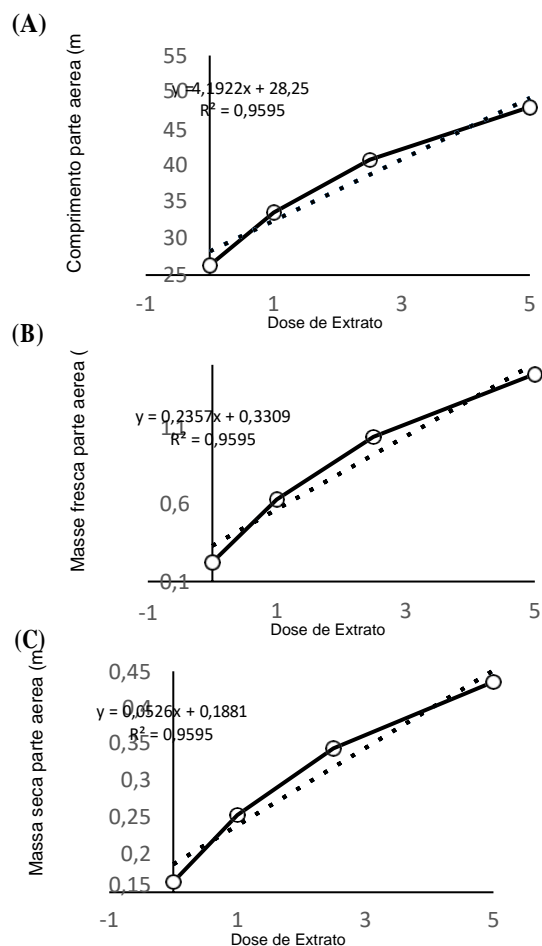 (A)
Comprimento parte aerea (m
55
50
45
40
35
30
25
y = 4,1922x + 28,25
R² = 0,9595
-1
1
3
5
Dose de Extrato
(B)
Masse fresca parte aerea (
1,1
0,6
0,1
y = 0,2357x + 0,3309
R² = 0,9595
-1
1
3
5
Dose de Extrato
(C)
Massa seca parte aerea (m
0,45
0,4
0,35
0,3
0,25
0,2
0,15
y = 0,0526x + 0,1881
R² = 0,9595
-1
1
3
5
Dose de Extrato